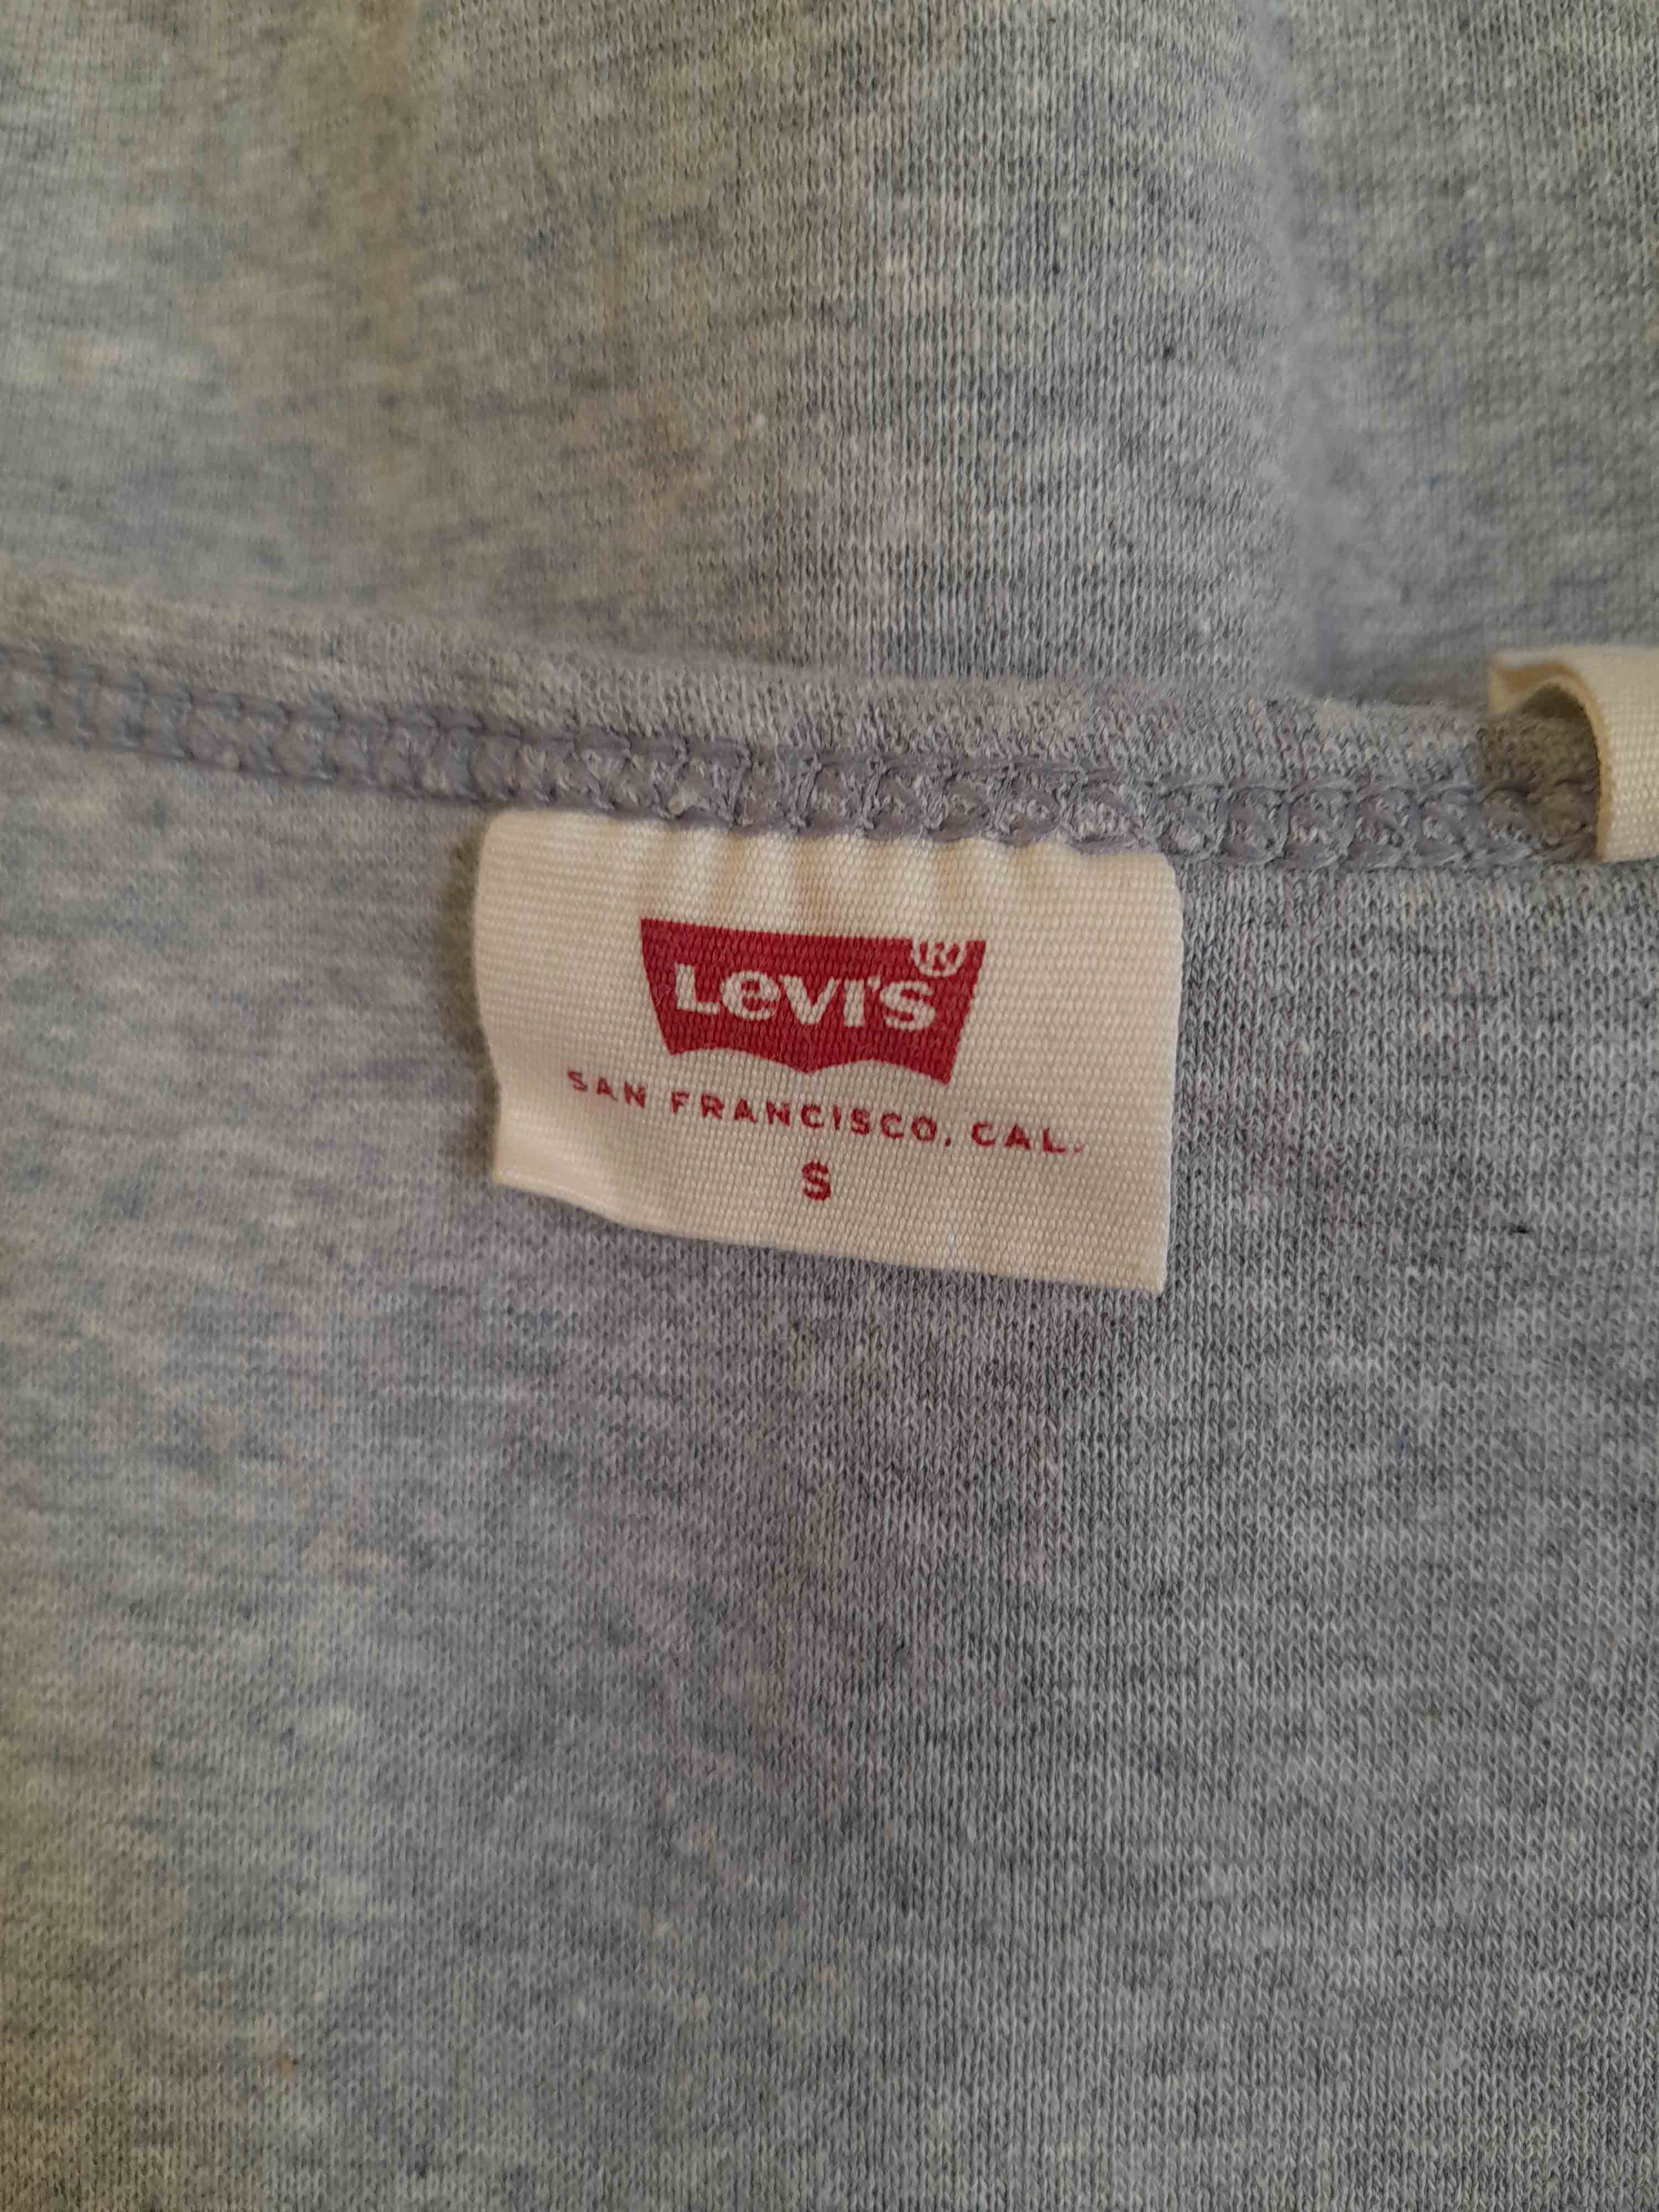 Levi's®
SAN FRANCISCO, CAL.
S